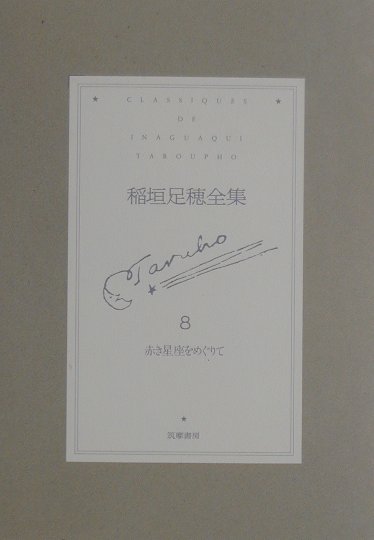 CLASSIQUES
DE
INAGUAQUI
TAROUPHO
稲垣足穂全集
Taruho
8
赤き星座をめぐりて
筑摩書房